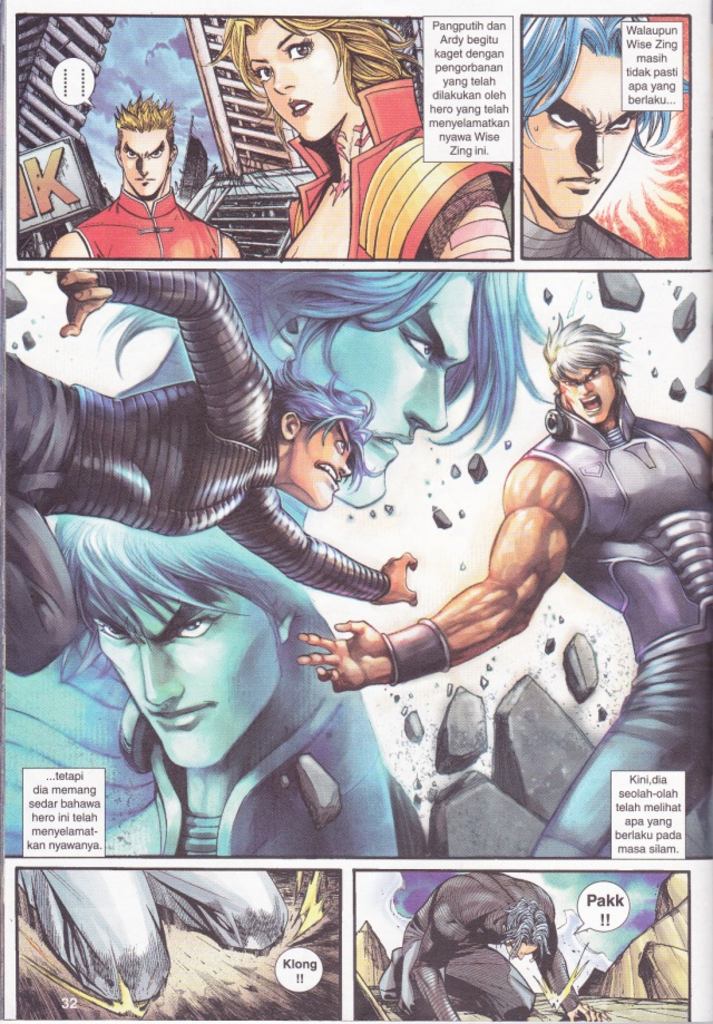 !!!!!!
Pangputih dan
Ardy begitu
kaget dengan
pengorbanan
yang telah
dilakukan oleh
hero yang telah
menyelamatkan
nyawa Wise
Zing ini.
Walaupun
Wise Zing
masih
tidak pasti
apa yang
berlaku...
IK
...tetapi
dia memang
sedar bahawa
hero ini telah
menyelamat-
kan nyawanya.
Kini,dia
seolah-olah
telah melihat
apa yang
berlaku pada
masa silam.
Klong
!!
Pakk
!!
32